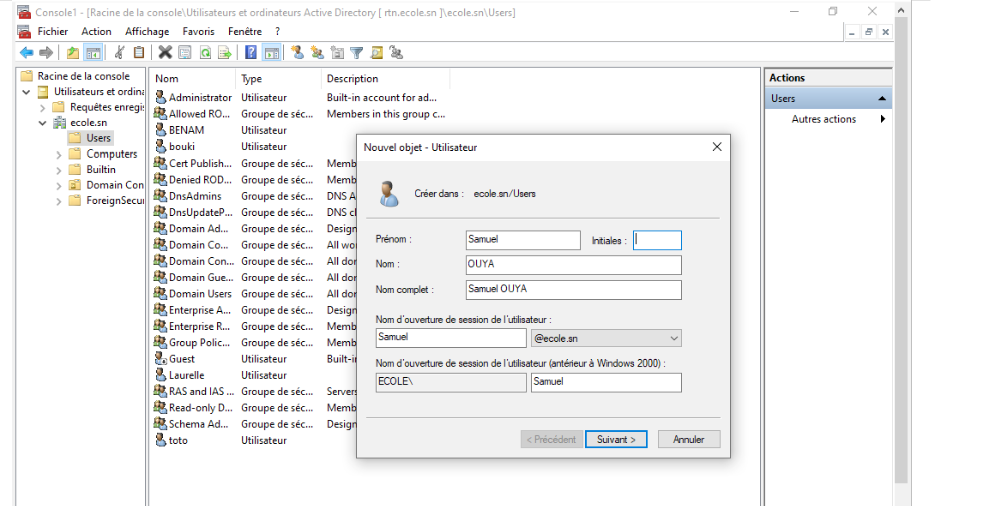 Console1 - [Racine de la console\Utilisateurs et ordinateurs Active Directory [ rtn.ecole.sn ]\ecole.sn\Users]
Fichier Action Affichage Favoris Fenêtre ?
Racine de la console
Utilisateurs et ordina
Requêtes enregis
ecole.sn
Users
Computers
Builtin
Domain Con
ForeignSecur
Nom Type Description
Administrator Utilisateur Built-in account for ad...
Allowed RO... Groupe de séc... Members in this group c...
BENAM Utilisateur
bouki Utilisateur
Cert Publish... Groupe de séc... Memb
Denied ROD... Groupe de séc... Memb
DnsAdmins Groupe de séc... DNS A
DnsUpdateP... Groupe de séc... DNS cl
Domain Ad... Groupe de séc... Design
Domain Co... Groupe de séc... All wo
Domain Con... Groupe de séc... All dor
Domain Gue... Groupe de séc... All dor
Domain Users Groupe de séc... All dor
Enterprise A... Groupe de séc... Design
Enterprise R... Groupe de séc... Memb
Group Polic... Groupe de séc... Memb
Guest Utilisateur Built-i
Laurelle Utilisateur
RAS and IAS ... Groupe de séc... Servers
Read-only D... Groupe de séc... Memb
Schema Ad... Groupe de séc... Design
toto Utilisateur
Nouvel objet - Utilisateur
Créer dans : ecole.sn/Users
Prénom : Samuel Initiales :
Nom : OUYA
Nom complet : Samuel OUYA
Nom d'ouverture de session de l'utilisateur :
Samuel @ecole.sn
Nom d'ouverture de session de l'utilisateur (antérieur à Windows 2000) :
ECOLE\ Samuel
< Précédent Suivant > Annuler
Actions
Users
Autres actions